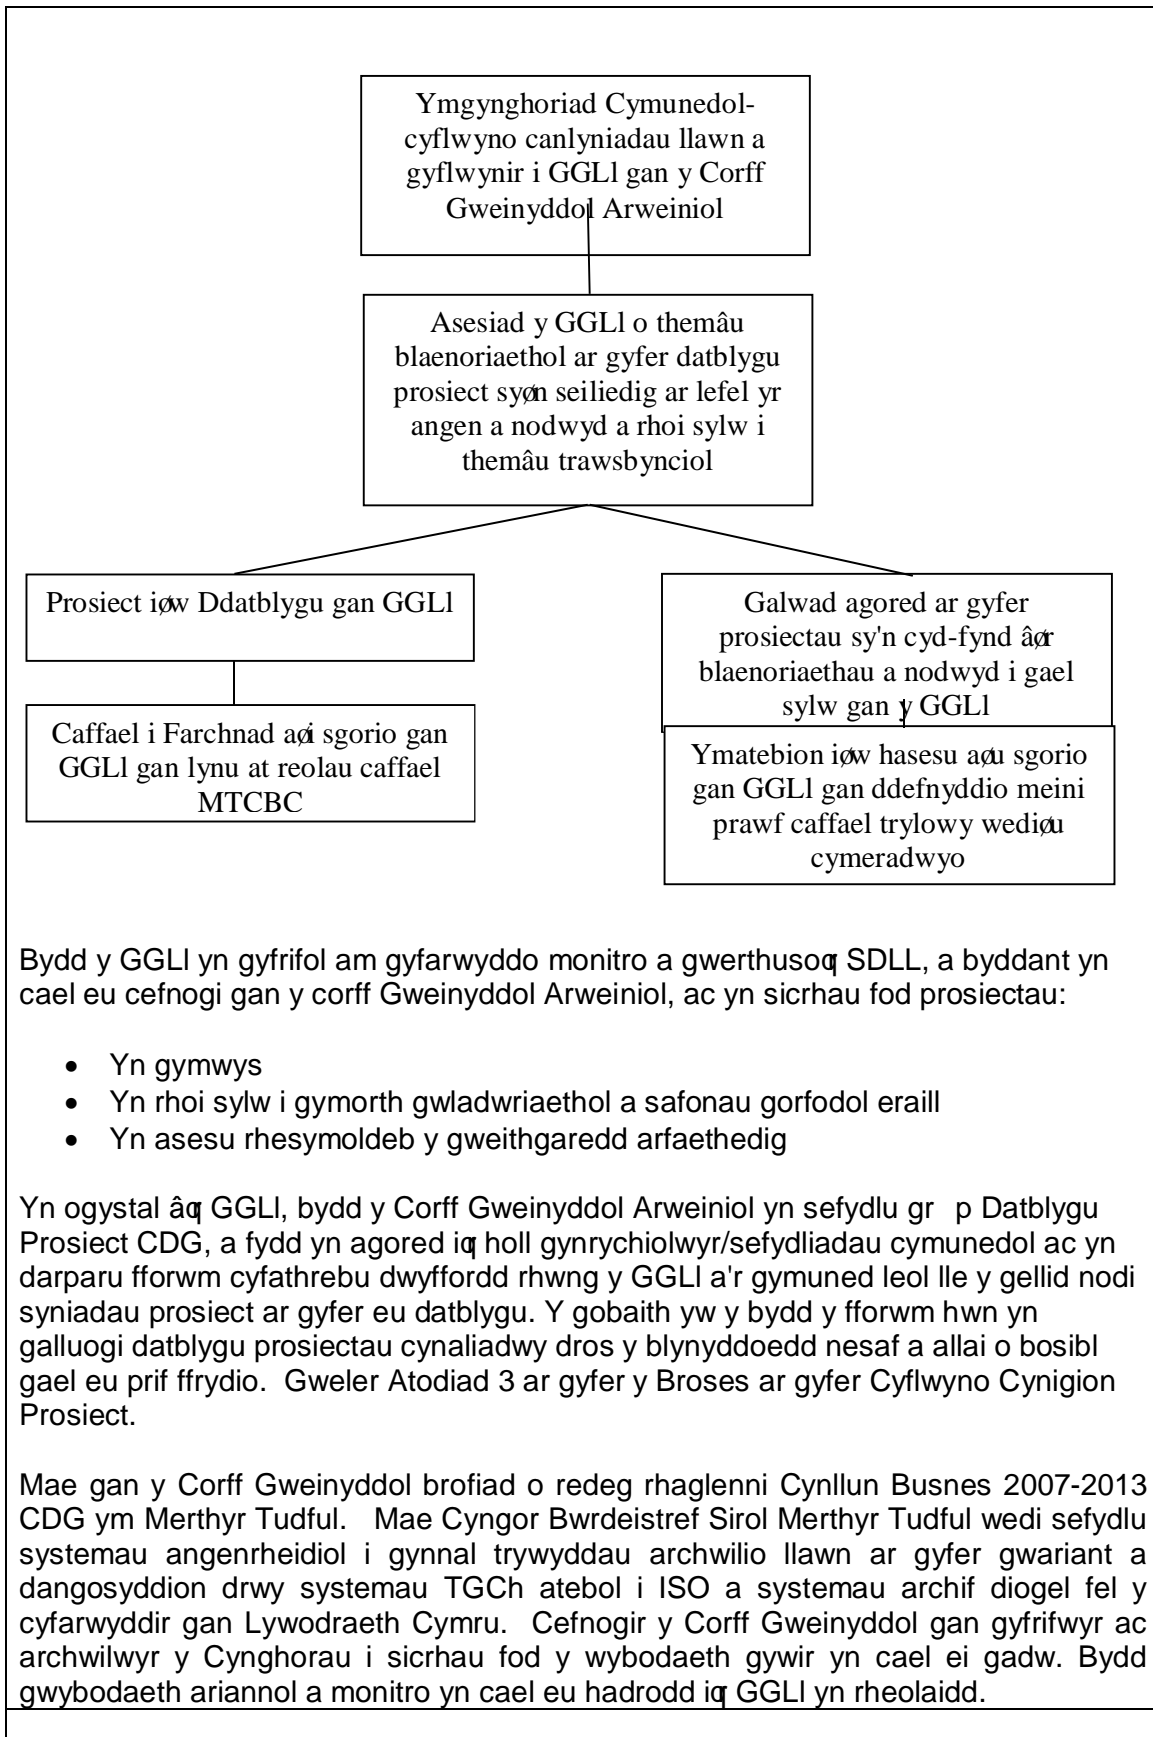 Ymgynghoriad Cymunedol-
cyflwyno canlyniadau llawn a
gyflwynir i GGLl gan y Corff
Gweinyddol Arweiniol
Asesiad y GGLl o themâu
blaenoriaethol ar gyfer datblygu
prosiect syøn seiliedig ar lefel yr
angen a nodwyd a rhoi sylw i
themâu trawsbynciol
Prosiect iøw Ddatblygu gan GGLl
Caffael i Farchnad aøi sgorio gan
GGLl gan lynu at reolau caffael
MTCBC
Galwad agored ar gyfer
prosiectau sy'n cyd-fynd âør
blaenoriaethau a nodwyd i gael
sylw gan y GGLl
Ymatebion iøw hasesu aøu sgorio
gan GGLl gan ddefnyddio meini
prawf caffael trylowy wediøu
cymeradwyo
Bydd y GGLl yn gyfrifol am gyfarwyddo monitro a gwerthusoq SDLL, a byddant yn
cael eu cefnogi gan y corff Gweinyddol Arweiniol, ac yn sicrhau fod prosiectau:
• Yn gymwys
• Yn rhoi sylw i gymorth gwladwriaethol a safonau gorfodol eraill
• Yn asesu rhesymoldeb y gweithgaredd arfaethedig
Yn ogystal âq GGLl, bydd y Corff Gweinyddol Arweiniol yn sefydlu gr p Datblygu
Prosiect CDG, a fydd yn agored iq holl gynrychiolwyr/sefydliadau cymunedol ac yn
darparu fforwm cyfathrebu dwyffordd rhwng y GGLl a'r gymuned leol lle y gellid nodi
syniadau prosiect ar gyfer eu datblygu. Y gobaith yw y bydd y fforwm hwn yn
galluogi datblygu prosiectau cynaliadwy dros y blynyddoedd nesaf a allai o bosibl
gael eu prif ffrydio. Gweler Atodiad 3 ar gyfer y Broses ar gyfer Cyflwyno Cynigion
Prosiect.
Mae gan y Corff Gweinyddol brofiad o redeg rhaglenni Cynllun Busnes 2007-2013
CDG ym Merthyr Tudful. Mae Cyngor Bwrdeistref Sirol Merthyr Tudful wedi sefydlu
systemau angenrheidiol i gynnal trywyddau archwilio llawn ar gyfer gwariant a
dangosyddion drwy systemau TGCh atebol i ISO a systemau archif diogel fel y
cyfarwyddir gan Lywodraeth Cymru. Cefnogir y Corff Gweinyddol gan gyfrifwyr ac
archwilwyr y Cynghorau i sicrhau fod y wybodaeth gywir yn cael ei gadw. Bydd
gwybodaeth ariannol a monitro yn cael eu hadrodd iq GGLl yn rheolaidd.